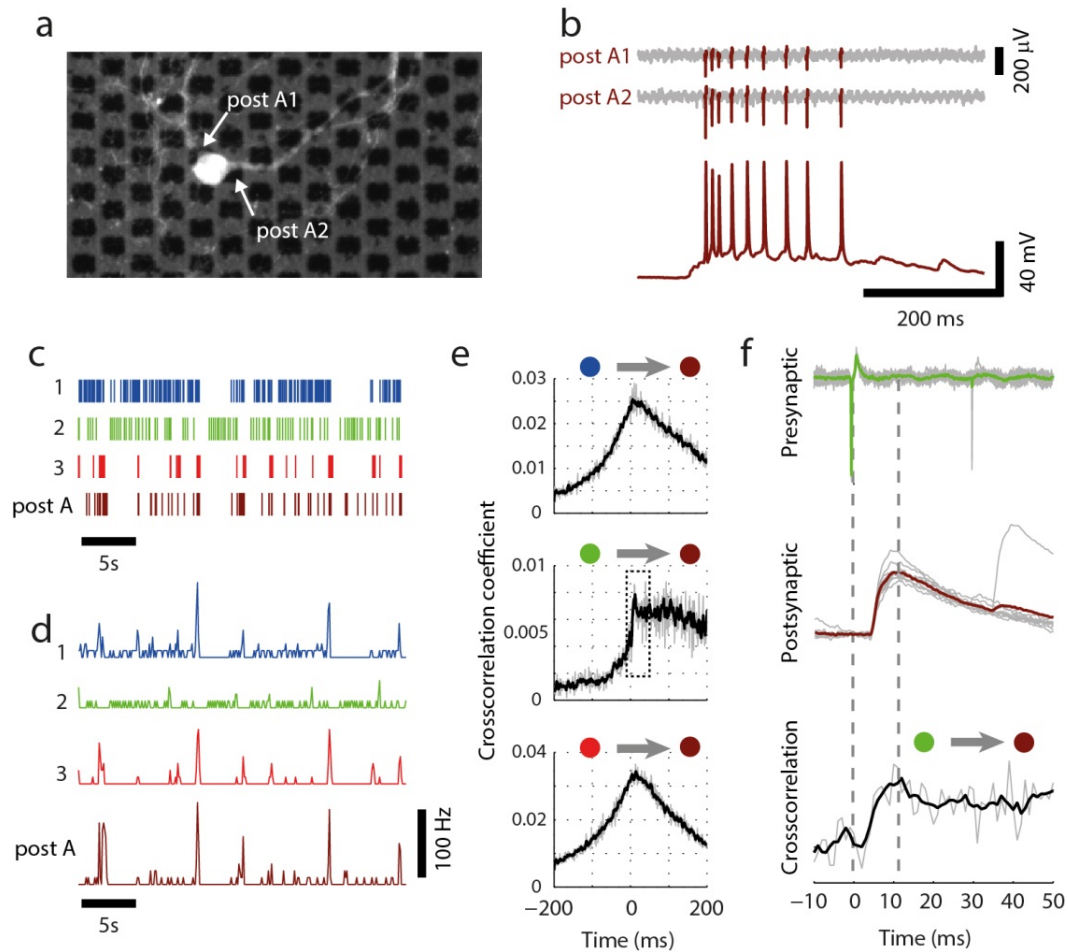 a
post A1
post A2
b
post A1
post A2
200 μV
40 mV
200 ms
c
1
2
3
post A
5s
d
1
2
3
post A
100 Hz
5s
e
Crosscorrelation coefficient
0.03
0.02
0.01
0
0.01
0.005
0
0.04
0.02
0
−200 0 200
Time (ms)
f
Presynaptic
Postsynaptic
Crosscorrelation
−10 0 10 20 30 40 50
Time (ms)